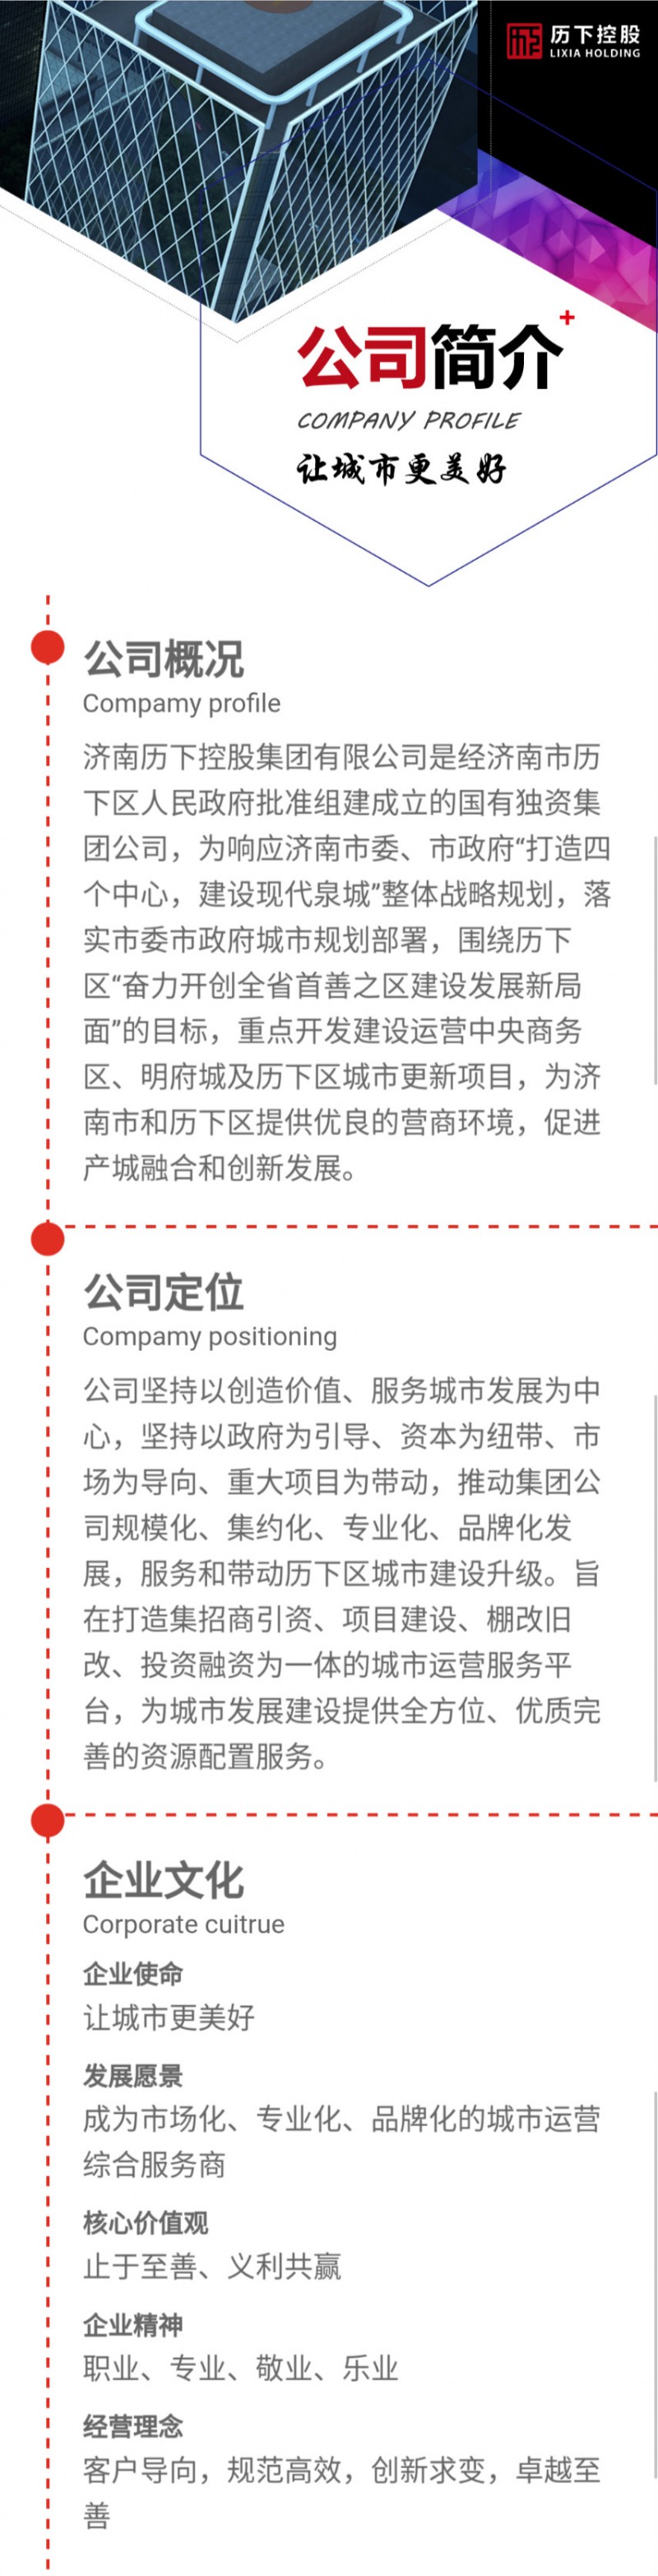 历下控股
LIXIA HOLDING
公司简介
COMPANY PROFILE
让城市更美好
公司概况
Compamy profile
济南历下控股集团有限公司是经济南市历
下区人民政府批准组建成立的国有独资集
团公司，为响应济南市委、市政府“打造四
个中心，建设现代泉城”整体战略规划，落
实市委市政府城市规划部署，围绕历下
区“奋力开创全省首善之区建设发展新局
面”的目标，重点开发建设运营中央商务
区、明府城及历下区城市更新项目，为济
南市和历下区提供优良的营商环境，促进
产城融合和创新发展。
公司定位
Compamy positioning
公司坚持以创造价值、服务城市发展为中
心，坚持以政府为引导、资本为纽带、市
场为导向、重大项目为带动，推动集团公
司规模化、集约化、专业化、品牌化发
展，服务和带动历下区城市建设升级。旨
在打造集招商引资、项目建设、棚改旧
改、投资融资为一体的城市运营服务平
台，为城市发展建设提供全方位、优质完
善的资源配置服务。
企业文化
Corporate cuitrue
企业使命
让城市更美好
发展愿景
成为市场化、专业化、品牌化的城市运营
综合服务商
核心价值观
止于至善、义利共赢
企业精神
职业、专业、敬业、乐业
经营理念
客户导向，规范高效，创新求变，卓越至
善